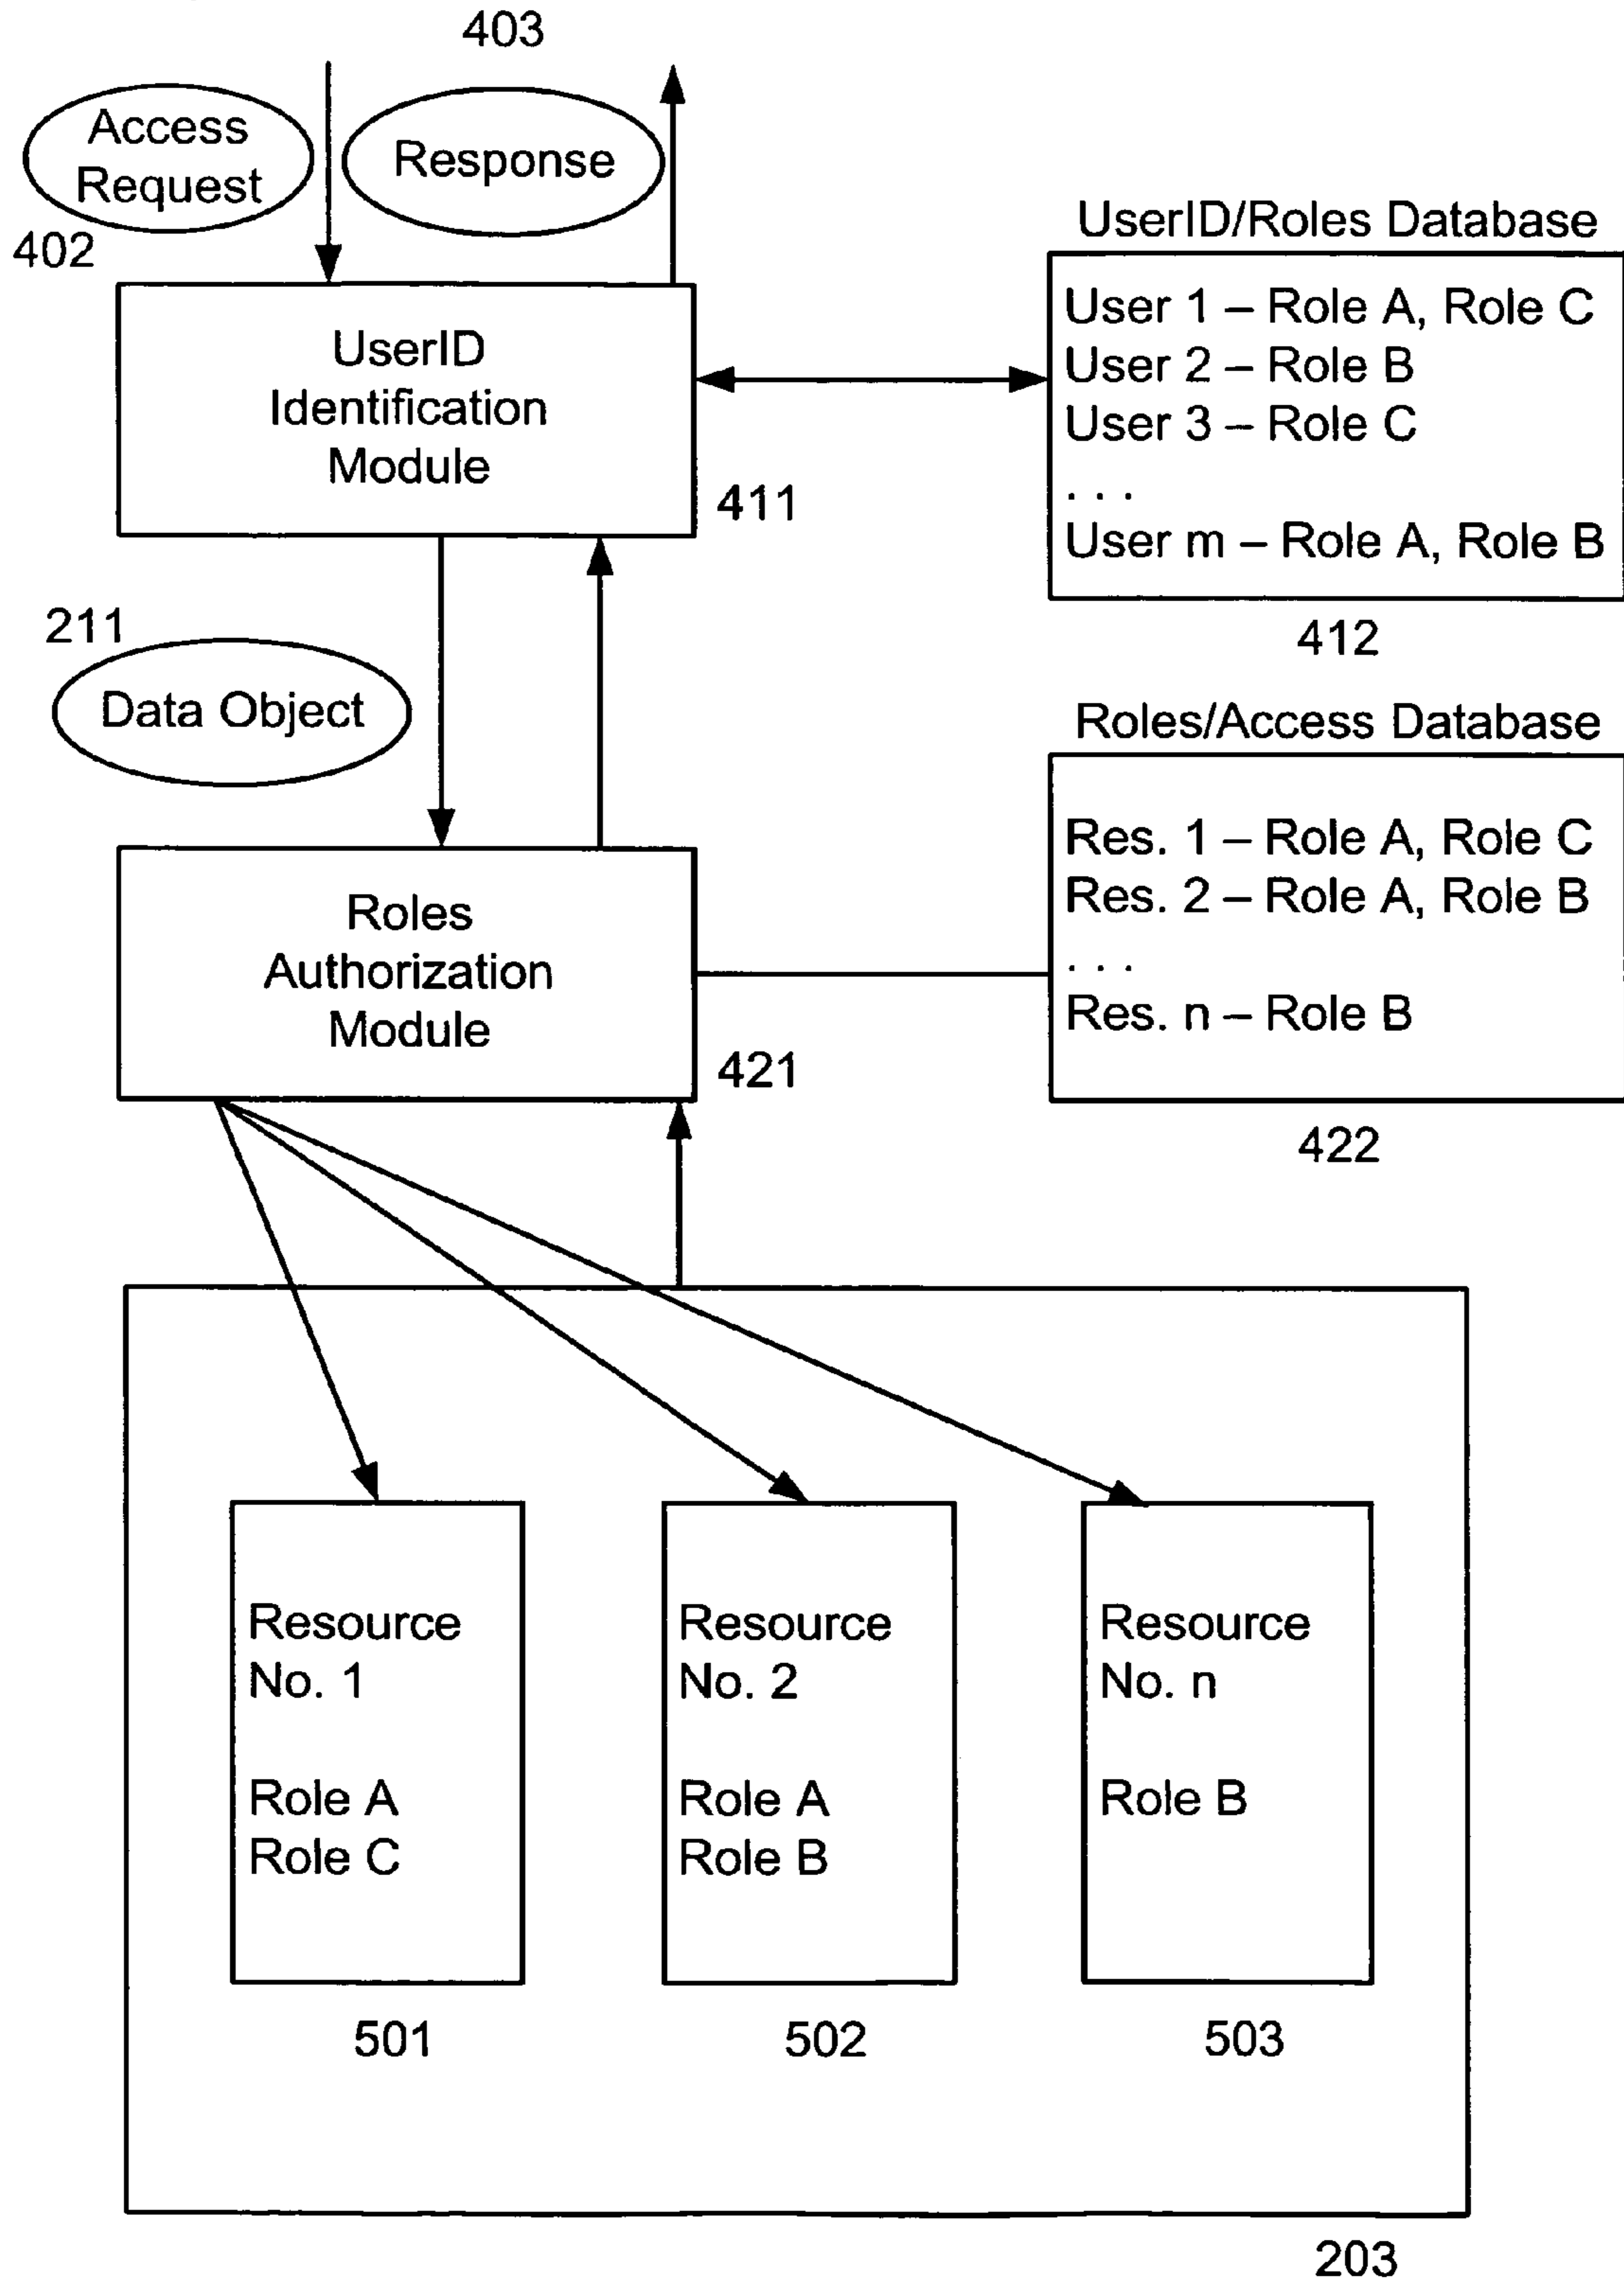 403
Access
Request
Response
402
UserID/Roles Database
UserID
Identification
Module
411
User 1 – Role A, Role C
User 2 – Role B
User 3 – Role C
. . .
User m – Role A, Role B
412
211
Data Object
Roles/Access Database
Roles
Authorization
Module
421
Res. 1 – Role A, Role C
Res. 2 – Role A, Role B
. . .
Res. n – Role B
422
Resource
No. 1
Role A
Role C
501
Resource
No. 2
Role A
Role B
502
Resource
No. n
Role B
503
203